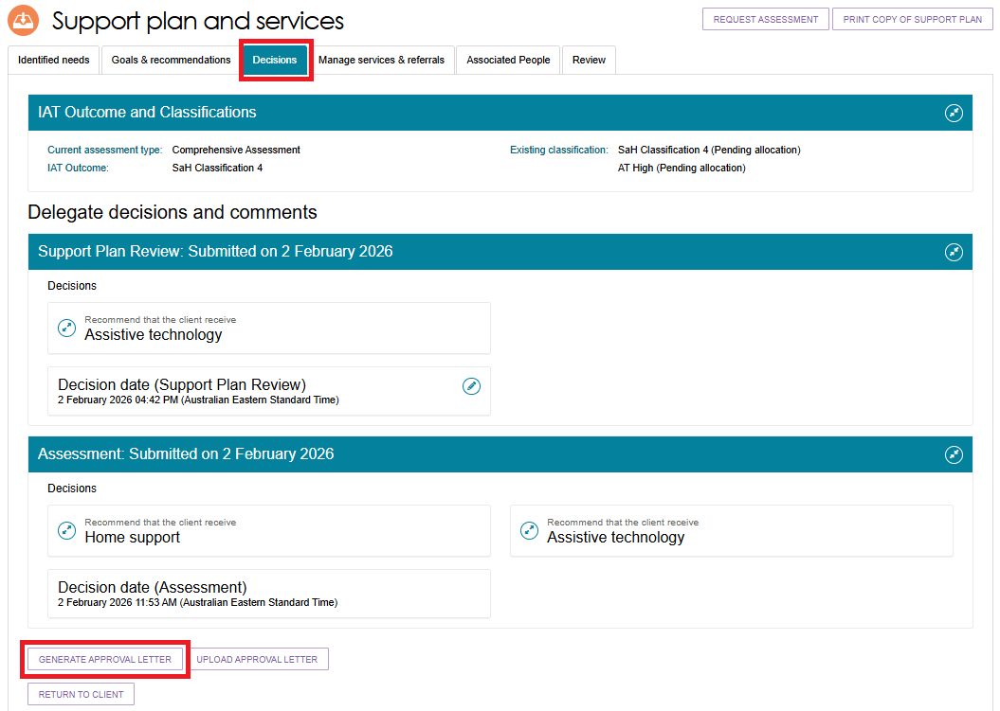 Support plan and services
REQUEST ASSESSMENT
PRINT COPY OF SUPPORT PLAN
Identified needs
Goals & recommendations
Decisions
Manage services & referrals
Associated People
Review
IAT Outcome and Classifications
Current assessment type: Comprehensive Assessment
IAT Outcome: SaH Classification 4
Existing classification: SaH Classification 4 (Pending allocation)
AT High (Pending allocation)
Delegate decisions and comments
Support Plan Review: Submitted on 2 February 2026
Decisions
Recommend that the client receive
Assistive technology
Decision date (Support Plan Review)
2 February 2026 04:42 PM (Australian Eastern Standard Time)
Assessment: Submitted on 2 February 2026
Decisions
Recommend that the client receive
Home support
Recommend that the client receive
Assistive technology
Decision date (Assessment)
2 February 2026 11:53 AM (Australian Eastern Standard Time)
GENERATE APPROVAL LETTER
UPLOAD APPROVAL LETTER
RETURN TO CLIENT